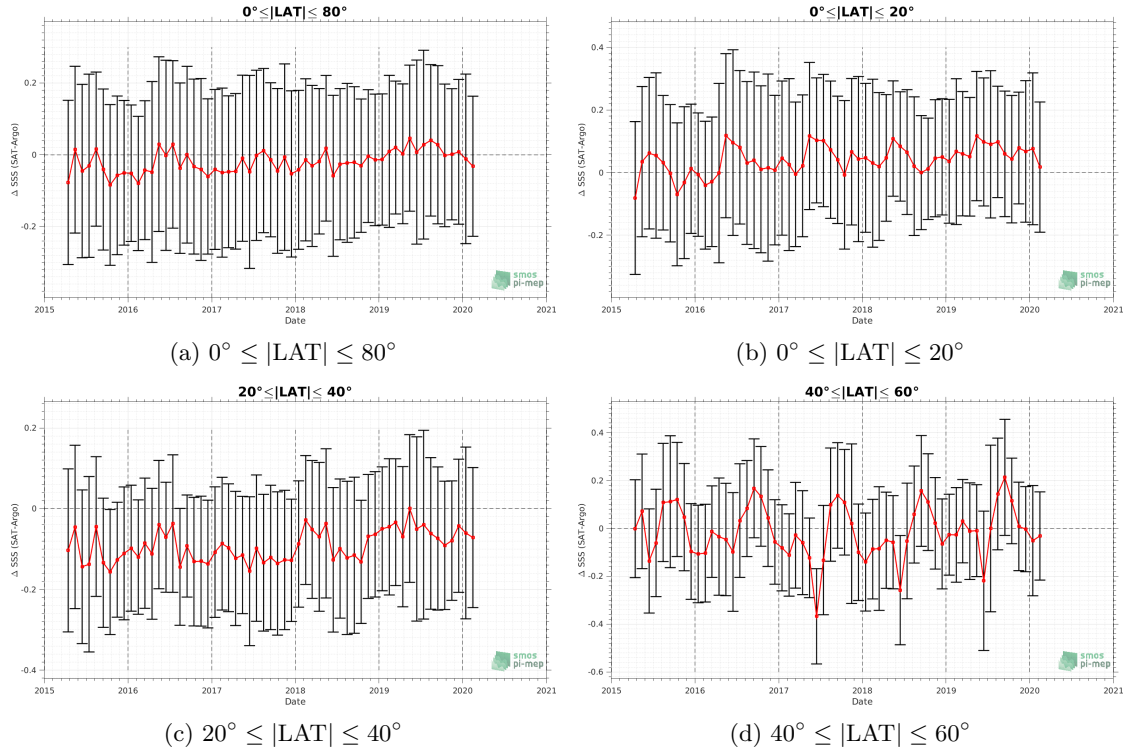 0°≤|LAT|≤ 80°
0.2
0
-0.2
Δ SSS (SAT-Argo)
2015 2016 2017 2018 2019 2020 2021
Date
smos
pi-mep
(a) 0° ≤ |LAT| ≤ 80°
0°≤|LAT|≤ 20°
0.4
0.2
0
-0.2
Δ SSS (SAT-Argo)
2015 2016 2017 2018 2019 2020 2021
Date
smos
pi-mep
(b) 0° ≤ |LAT| ≤ 20°
20°≤|LAT|≤ 40°
0.2
0
-0.2
-0.4
Δ SSS (SAT-Argo)
2015 2016 2017 2018 2019 2020 2021
Date
smos
pi-mep
(c) 20° ≤ |LAT| ≤ 40°
40°≤|LAT|≤ 60°
0.4
0.2
0
-0.2
-0.4
-0.6
Δ SSS (SAT-Argo)
2015 2016 2017 2018 2019 2020 2021
Date
smos
pi-mep
(d) 40° ≤ |LAT| ≤ 60°